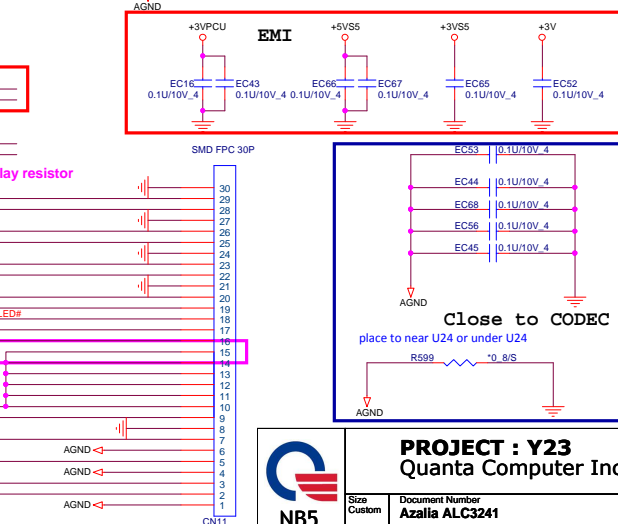 AGND
+3VPCU
EMI
+5VS5
+3VS5
+3V
EC16
EC43
EC66
EC67
EC65
EC52
0.1U/10V_4
0.1U/10V_4
0.1U/10V_4
0.1U/10V_4
0.1U/10V_4
0.1U/10V_4
SMD FPC 30P
lay resistor
30
29
28
27
26
25
24
23
22
21
20
19
18
17
16
15
14
13
12
11
10
9
8
7
6
5
4
3
2
1
LED#
AGND
AGND
AGND
CN11
EC53 0.1U/10V_4
EC44 0.1U/10V_4
EC68 0.1U/10V_4
EC56 0.1U/10V_4
EC45 0.1U/10V_4
AGND
Close to CODEC
place to near U24 or under U24
R599 *0_8/S
AGND
NB5
PROJECT : Y23
Quanta Computer Inc
Size
Custom
Document Number
Azalia ALC3241